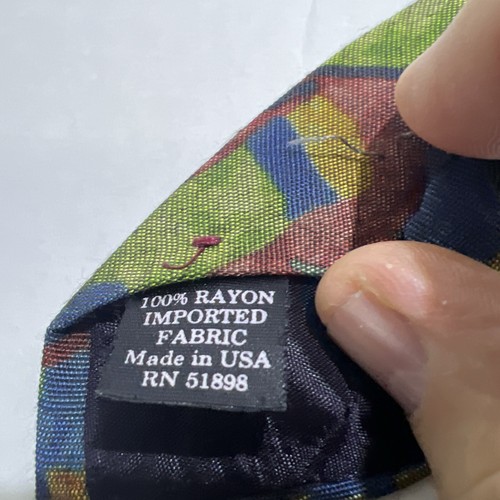 100% RAYON
IMPORTED
FABRIC
Made in USA
RN 51898